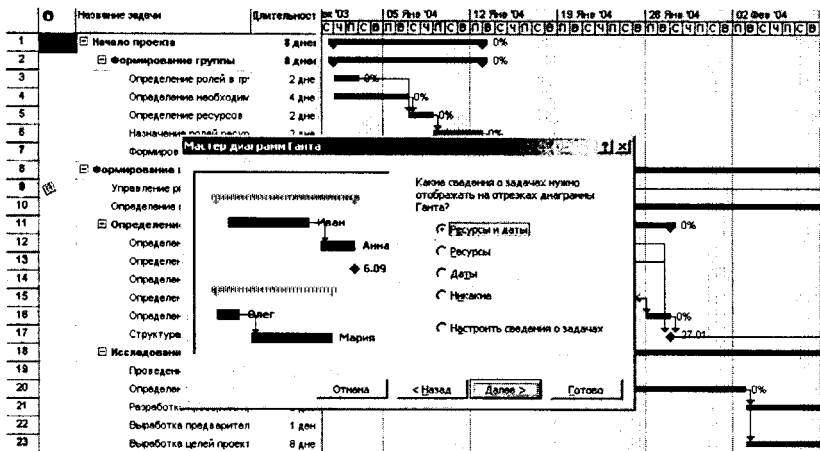 Название задачи Длительност ек '03 05 Янв '04 12 Янв '04 19 Янв '04 26 Янв '04 02 Фев '04
1 Начало проекта 8 дней 0%
2 Формирование группы 8 дней 0%
3 Определение ролей в гр 2 дне 0%
4 Определение необходим 4 дне 0%
5 Определение ресурсов 2 дне 0%
6 Назначение ролей ресур 2 дне 0%
7 Формиров
8 Формирование
9 Управление
10 Определение
11 Определени 0%
12 Определен
13 Определен
14 Определен
15 Определен
16 Определен 0%
17 Структура 27.01
18 Исследовани
19 Проведен
20 Определен 0%
21 Разработк
22 Выработка предварител 1 ден
23 Выработка целей проект 8 дне
Мастер диаграмм Ганта
Какие сведения о задачах нужно
отображать на отрезках диаграммы
Ганта?
Ресурсы и даты
Ресурсы
Даты
Никакие
Настроить сведения о задачах
Иван
Анна
6.09
Олег
Мария
Отмена < Назад Далее > Готово